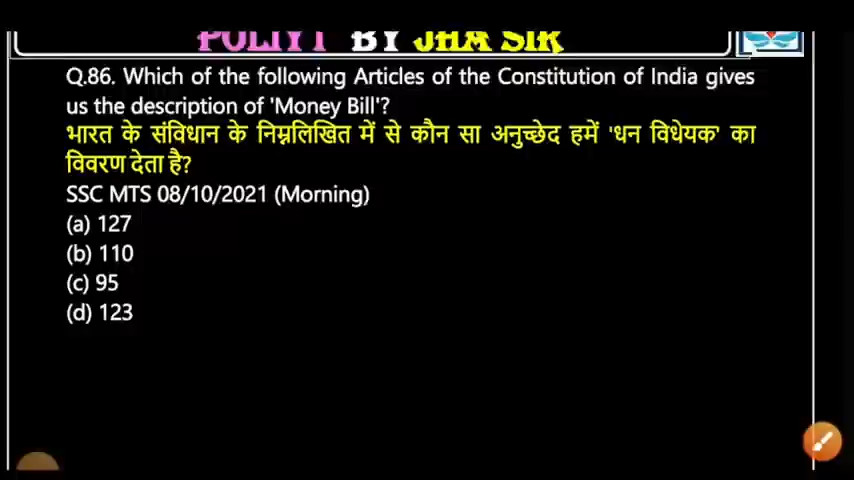 POLIYT BY JHA SIR
Q.86. Which of the following Articles of the Constitution of India gives
us the description of 'Money Bill'?
भारत के संविधान के निम्नलिखित में से कौन सा अनुच्छेद हमें 'धन विधेयक' का
विवरण देता है?
SSC MTS 08/10/2021 (Morning)
(a) 127
(b) 110
(c) 95
(d) 123